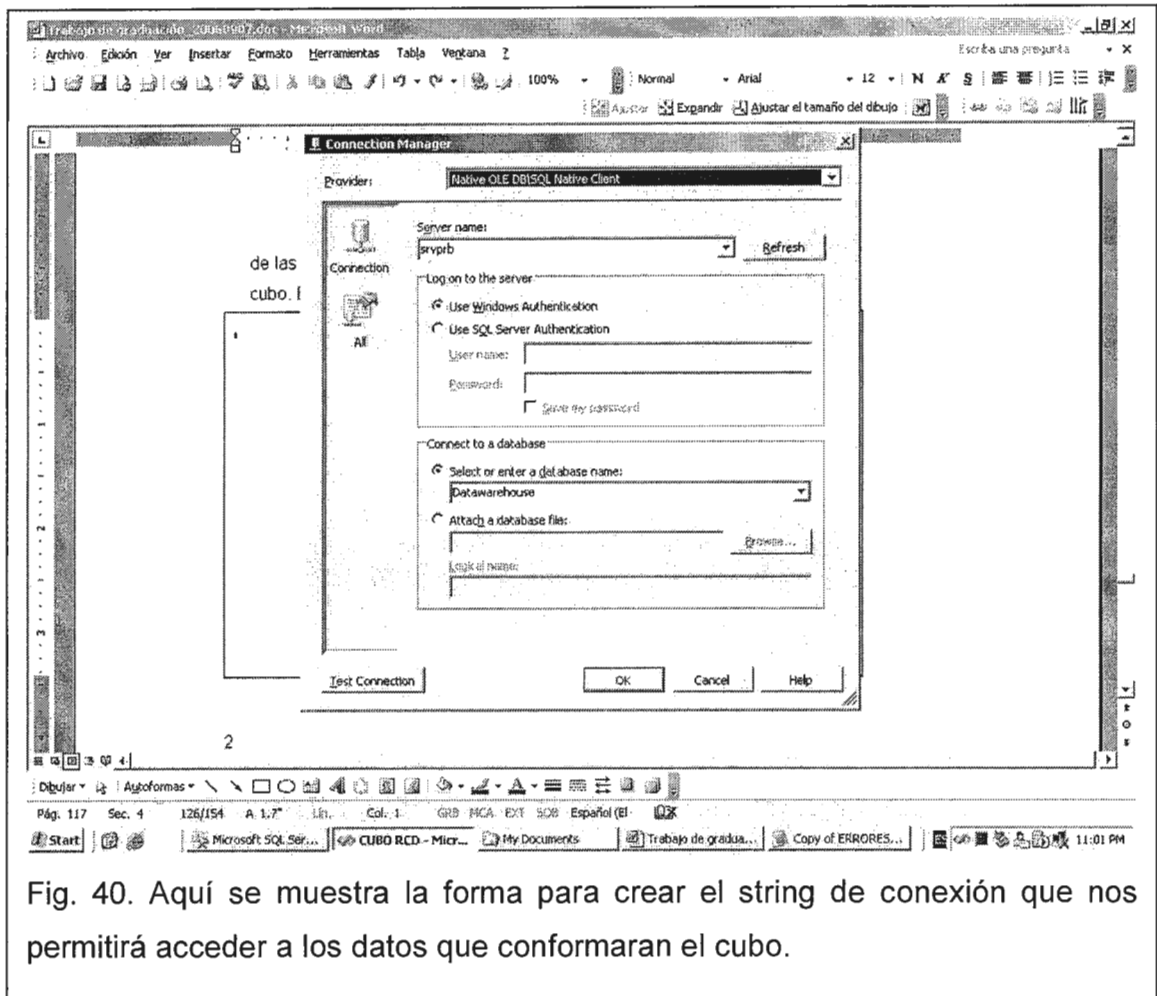 Trabajo de graduación_20060907.doc - Microsoft Word
Archivo Edición Ver Insertar Formato Herramientas Tabla Ventana ?
Escriba una pregunta
100% Normal Arial 12 N K S
Ajustar Expandir Ajustar el tamaño del dibujo
Connection Manager
Provider: Native OLE DB\SQL Native Client
Connection
All
Server name:
srvprb Refresh
Log on to the server
Use Windows Authentication
Use SQL Server Authentication
User name:
Password:
Save my password
Connect to a database
Select or enter a database name:
Datawarehouse
Attach a database file:
Browse...
Logical name:
Test Connection OK Cancel Help
de las
cubo.
2
Dibujar Autoformas
Pág. 117 Sec. 4 126/154 A 1,7" Lín. Col. 1 GRB MCA EXT SOB Español (El
Start Microsoft SQL Ser... CUBO RCD - Micr... My Documents Trabajo de gradua... Copy of ERRORES... 11:01 PM
Fig. 40. Aquí se muestra la forma para crear el string de conexión que nos
permitirá acceder a los datos que conformaran el cubo.